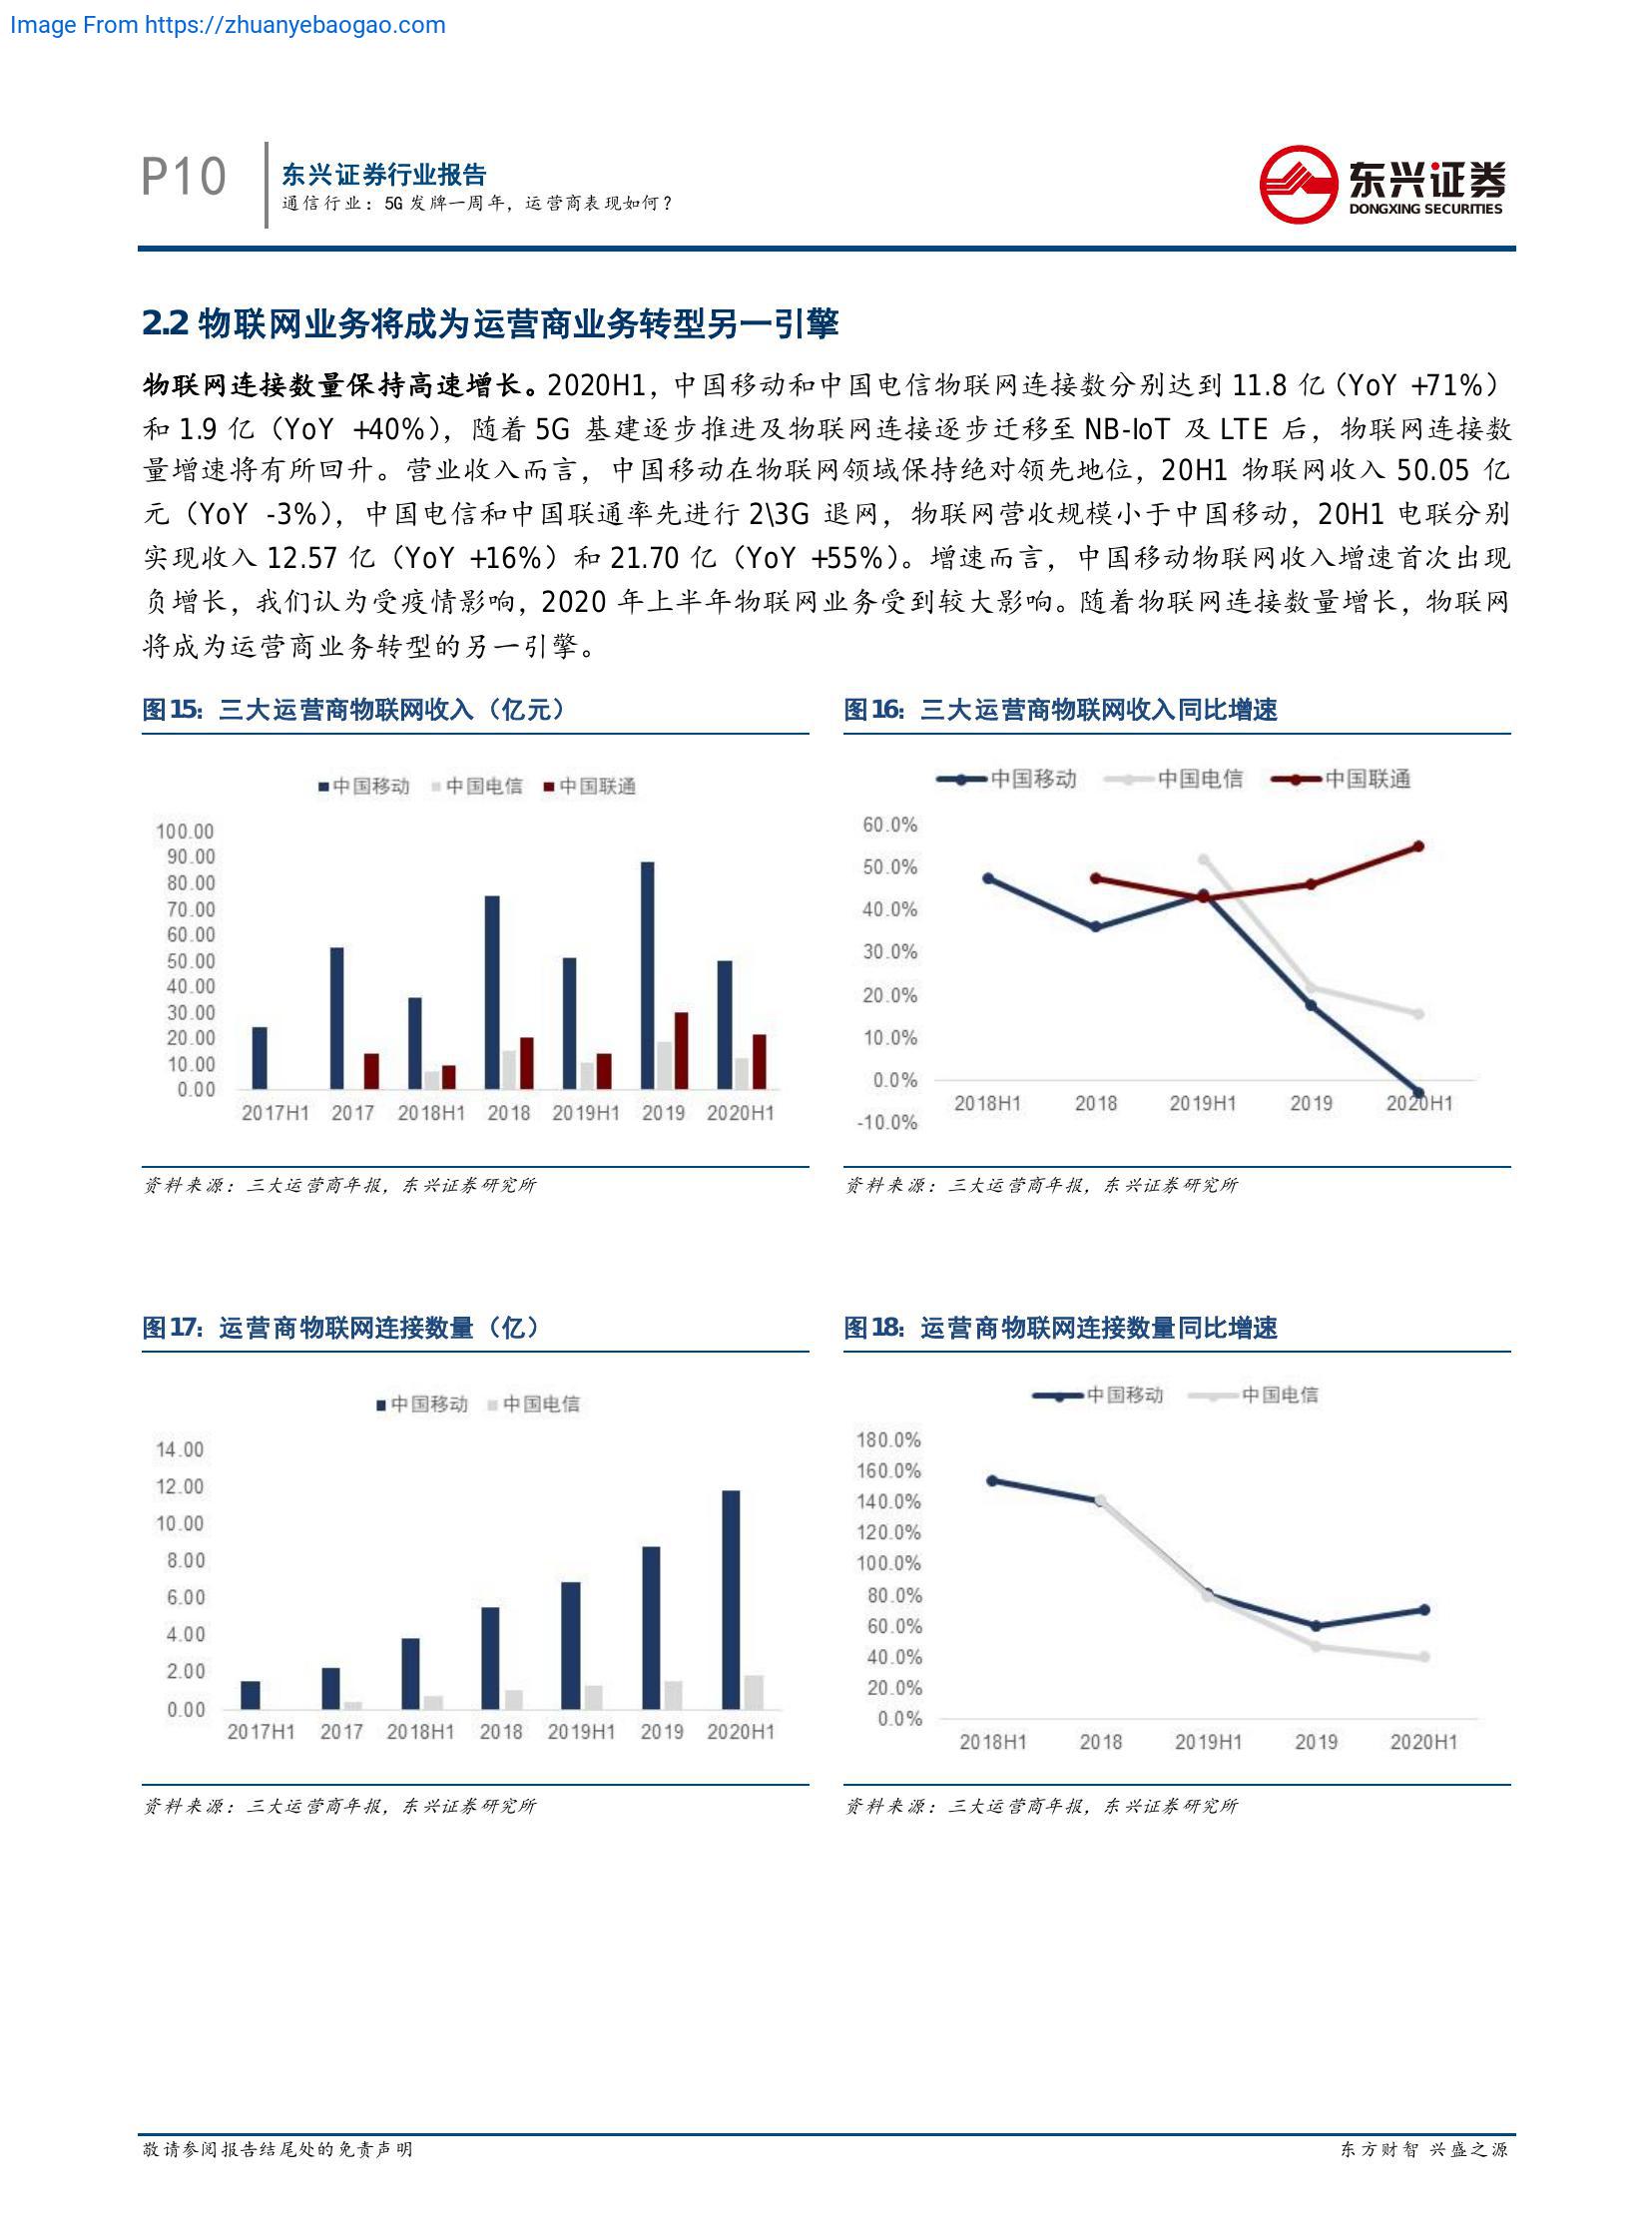 Image From https://zhuanyebaogao.com
P10
东兴证券行业报告
通信行业：5G 发牌一周年，运营商表现如何？
东兴证券
DONGXING SECURITIES
2.2 物联网业务将成为运营商业务转型另一引擎
物联网连接数量保持高速增长。2020H1，中国移动和中国电信物联网连接数分别达到 11.8 亿（YoY +71%）
和 1.9 亿（YoY +40%），随着 5G 基建逐步推进及物联网连接逐步迁移至 NB-IoT 及 LTE 后，物联网连接数
量增速将有所回升。营业收入而言，中国移动在物联网领域保持绝对领先地位，20H1 物联网收入 50.05 亿
元（YoY -3%），中国电信和中国联通率先进行 2\3G 退网，物联网营收规模小于中国移动，20H1 电联分别
实现收入 12.57 亿（YoY +16%）和 21.70 亿（YoY +55%）。增速而言，中国移动物联网收入增速首次出现
负增长，我们认为受疫情影响，2020 年上半年物联网业务受到较大影响。随着物联网连接数量增长，物联网
将成为运营商业务转型的另一引擎。
图15：三大运营商物联网收入（亿元）
中国移动 中国电信 中国联通
100.00
90.00
80.00
70.00
60.00
50.00
40.00
30.00
20.00
10.00
0.00
2017H1 2017 2018H1 2018 2019H1 2019 2020H1
资料来源：三大运营商年报，东兴证券研究所
图16：三大运营商物联网收入同比增速
中国移动 中国电信 中国联通
60.0%
50.0%
40.0%
30.0%
20.0%
10.0%
0.0%
-10.0%
2018H1 2018 2019H1 2019 2020H1
资料来源：三大运营商年报，东兴证券研究所
图17：运营商物联网连接数量（亿）
中国移动 中国电信
14.00
12.00
10.00
8.00
6.00
4.00
2.00
0.00
2017H1 2017 2018H1 2018 2019H1 2019 2020H1
资料来源：三大运营商年报，东兴证券研究所
图18：运营商物联网连接数量同比增速
中国移动 中国电信
180.0%
160.0%
140.0%
120.0%
100.0%
80.0%
60.0%
40.0%
20.0%
0.0%
2018H1 2018 2019H1 2019 2020H1
资料来源：三大运营商年报，东兴证券研究所
敬请参阅报告结尾处的免责声明
东方财智 兴盛之源